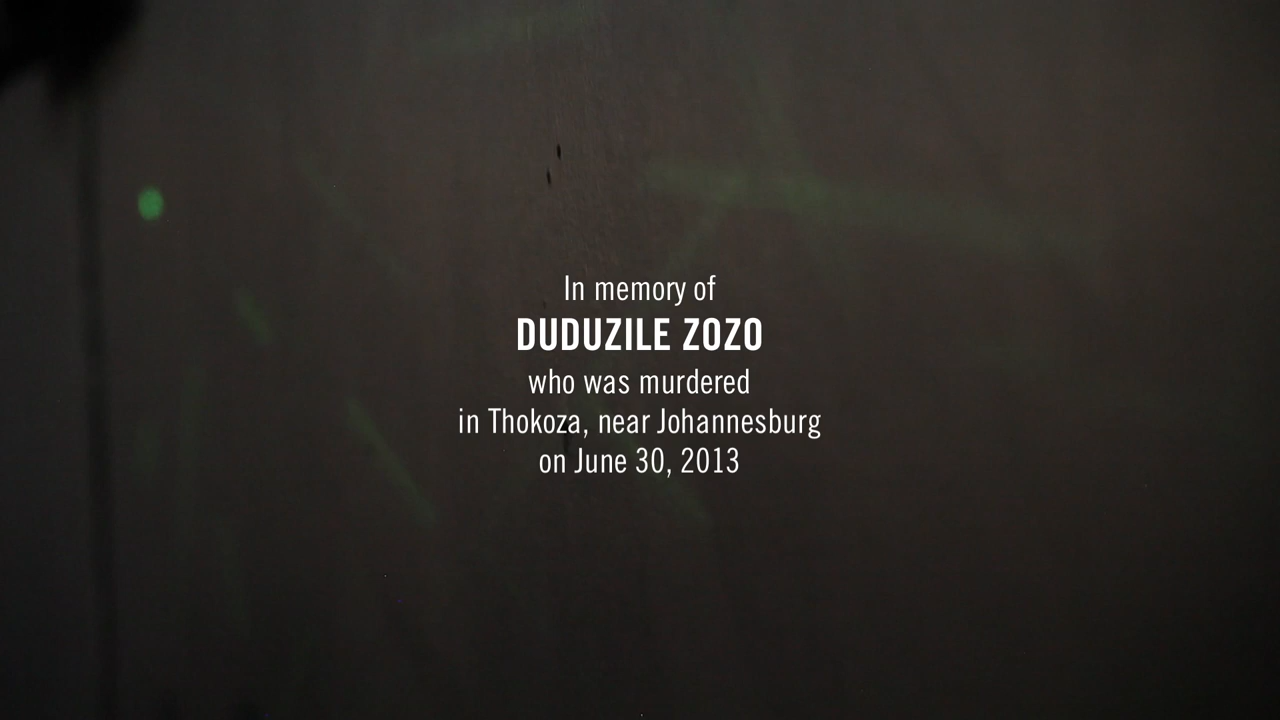 In memory of
DUDUZILE ZOZO
who was murdered
in Thokoza, near Johannesburg
on June 30, 2013